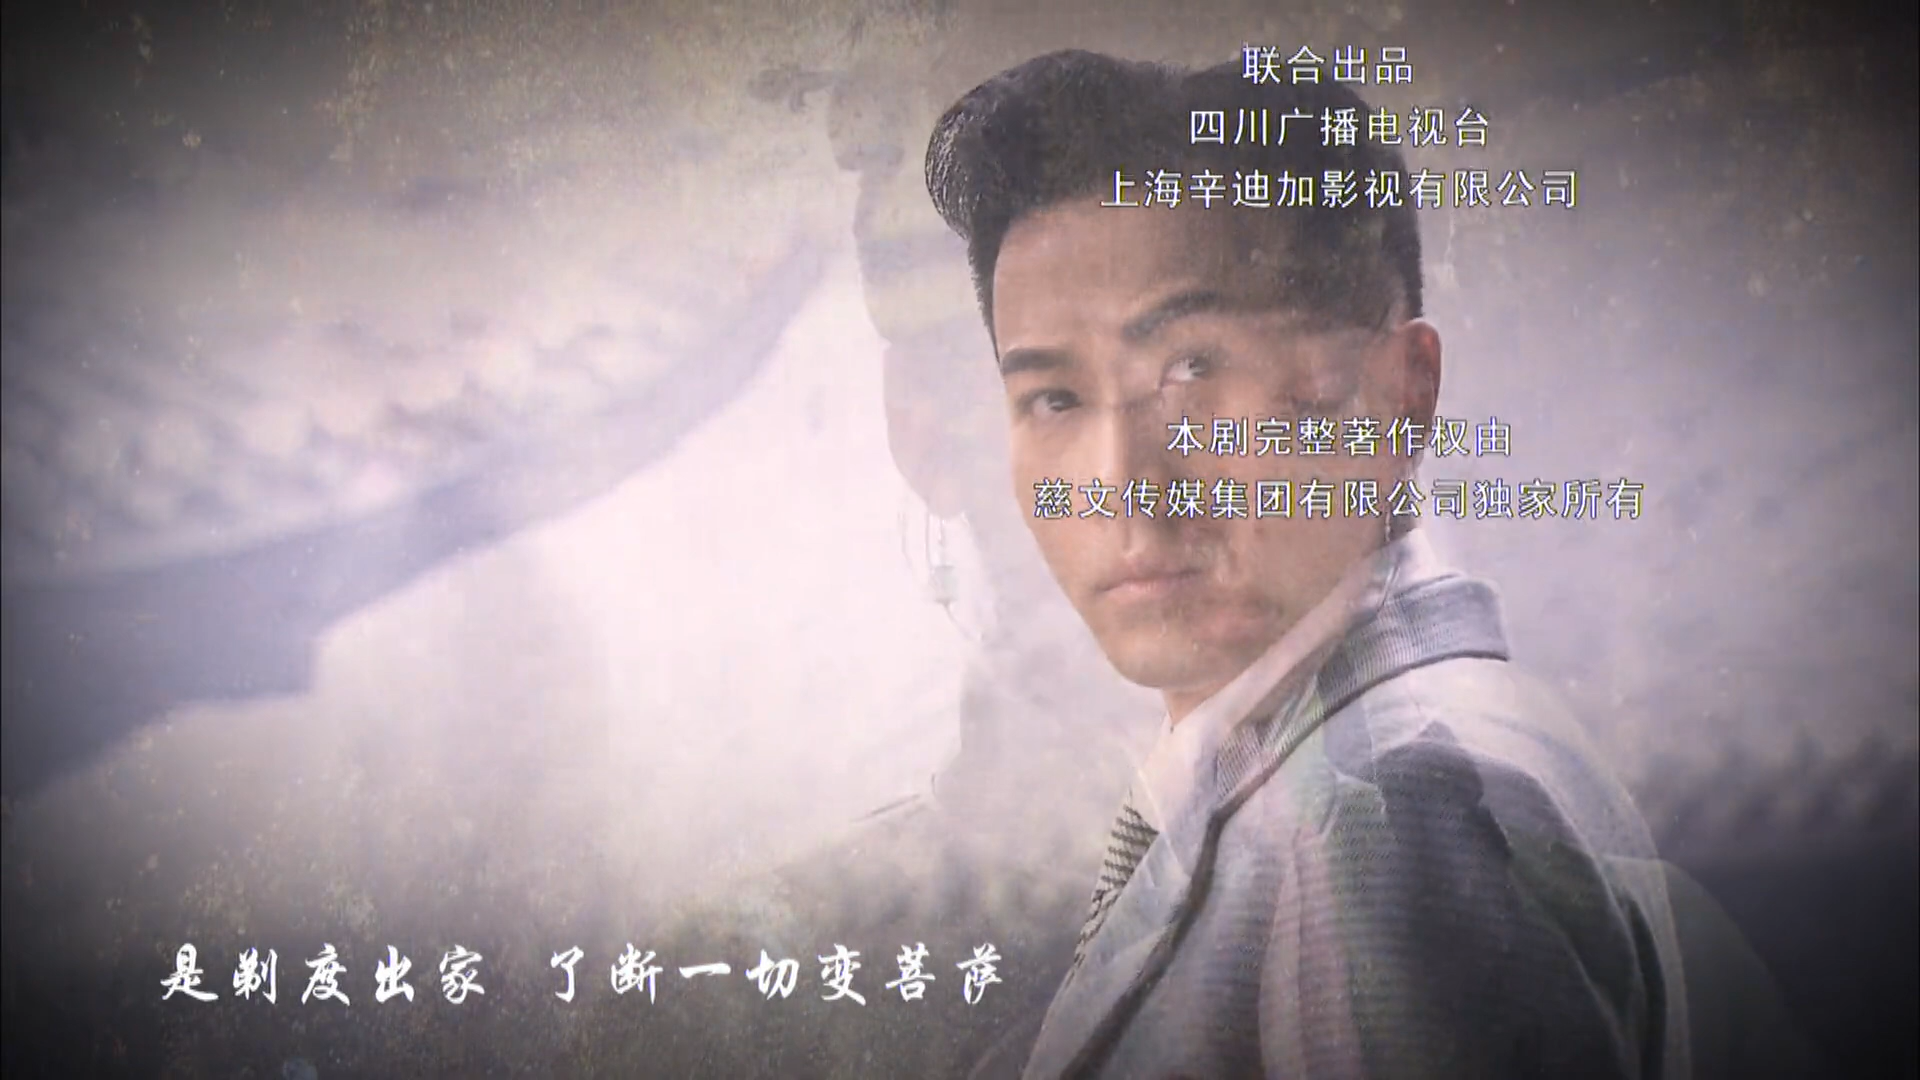 联合出品
四川广播电视台
上海辛迪加影视有限公司
本剧完整著作权由
慈文传媒集团有限公司独家所有
是剃度出家 了断一切变菩萨